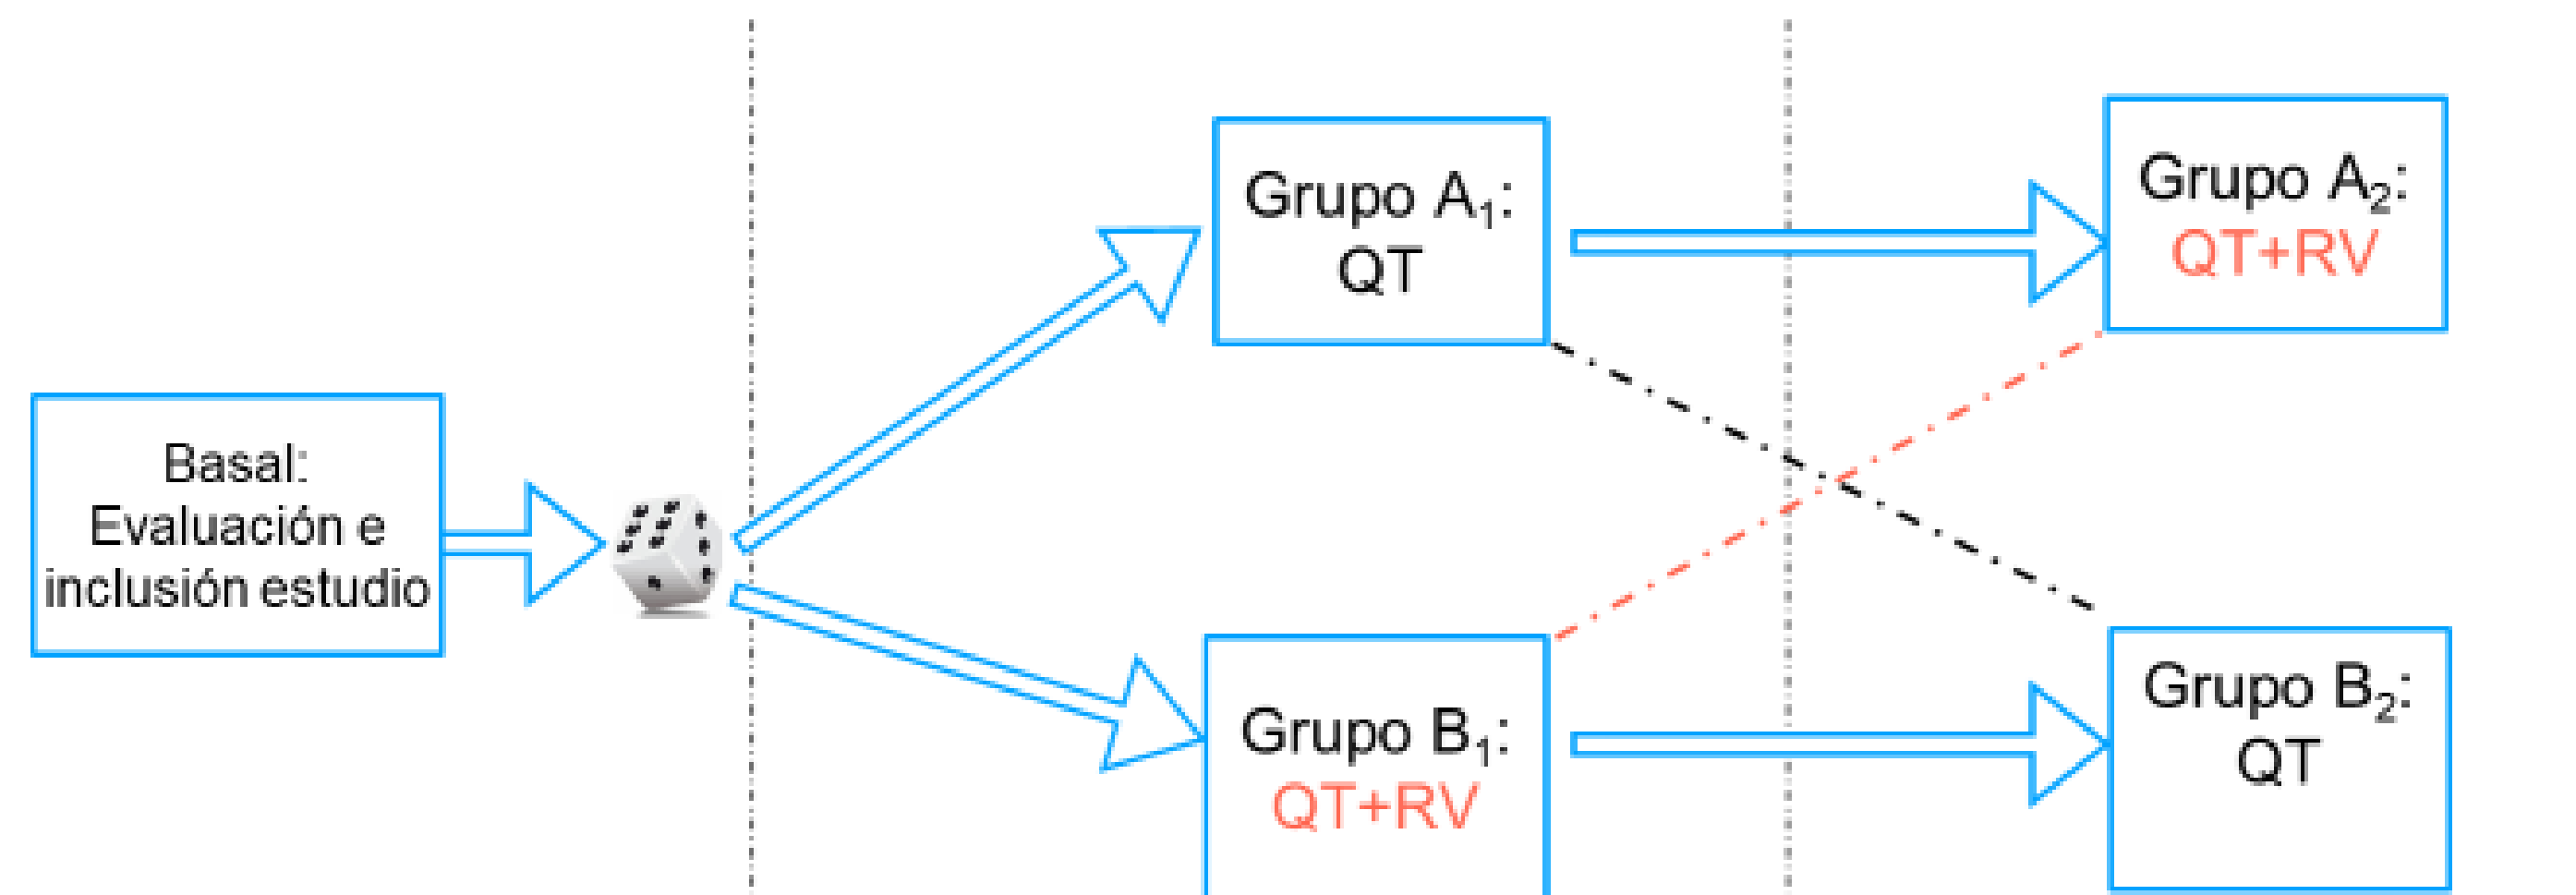 Basal:
Evaluación e
inclusión estudio
Grupo A₁:
QT
Grupo B₁:
QT+RV
Grupo A₂:
QT+RV
Grupo B₂:
QT